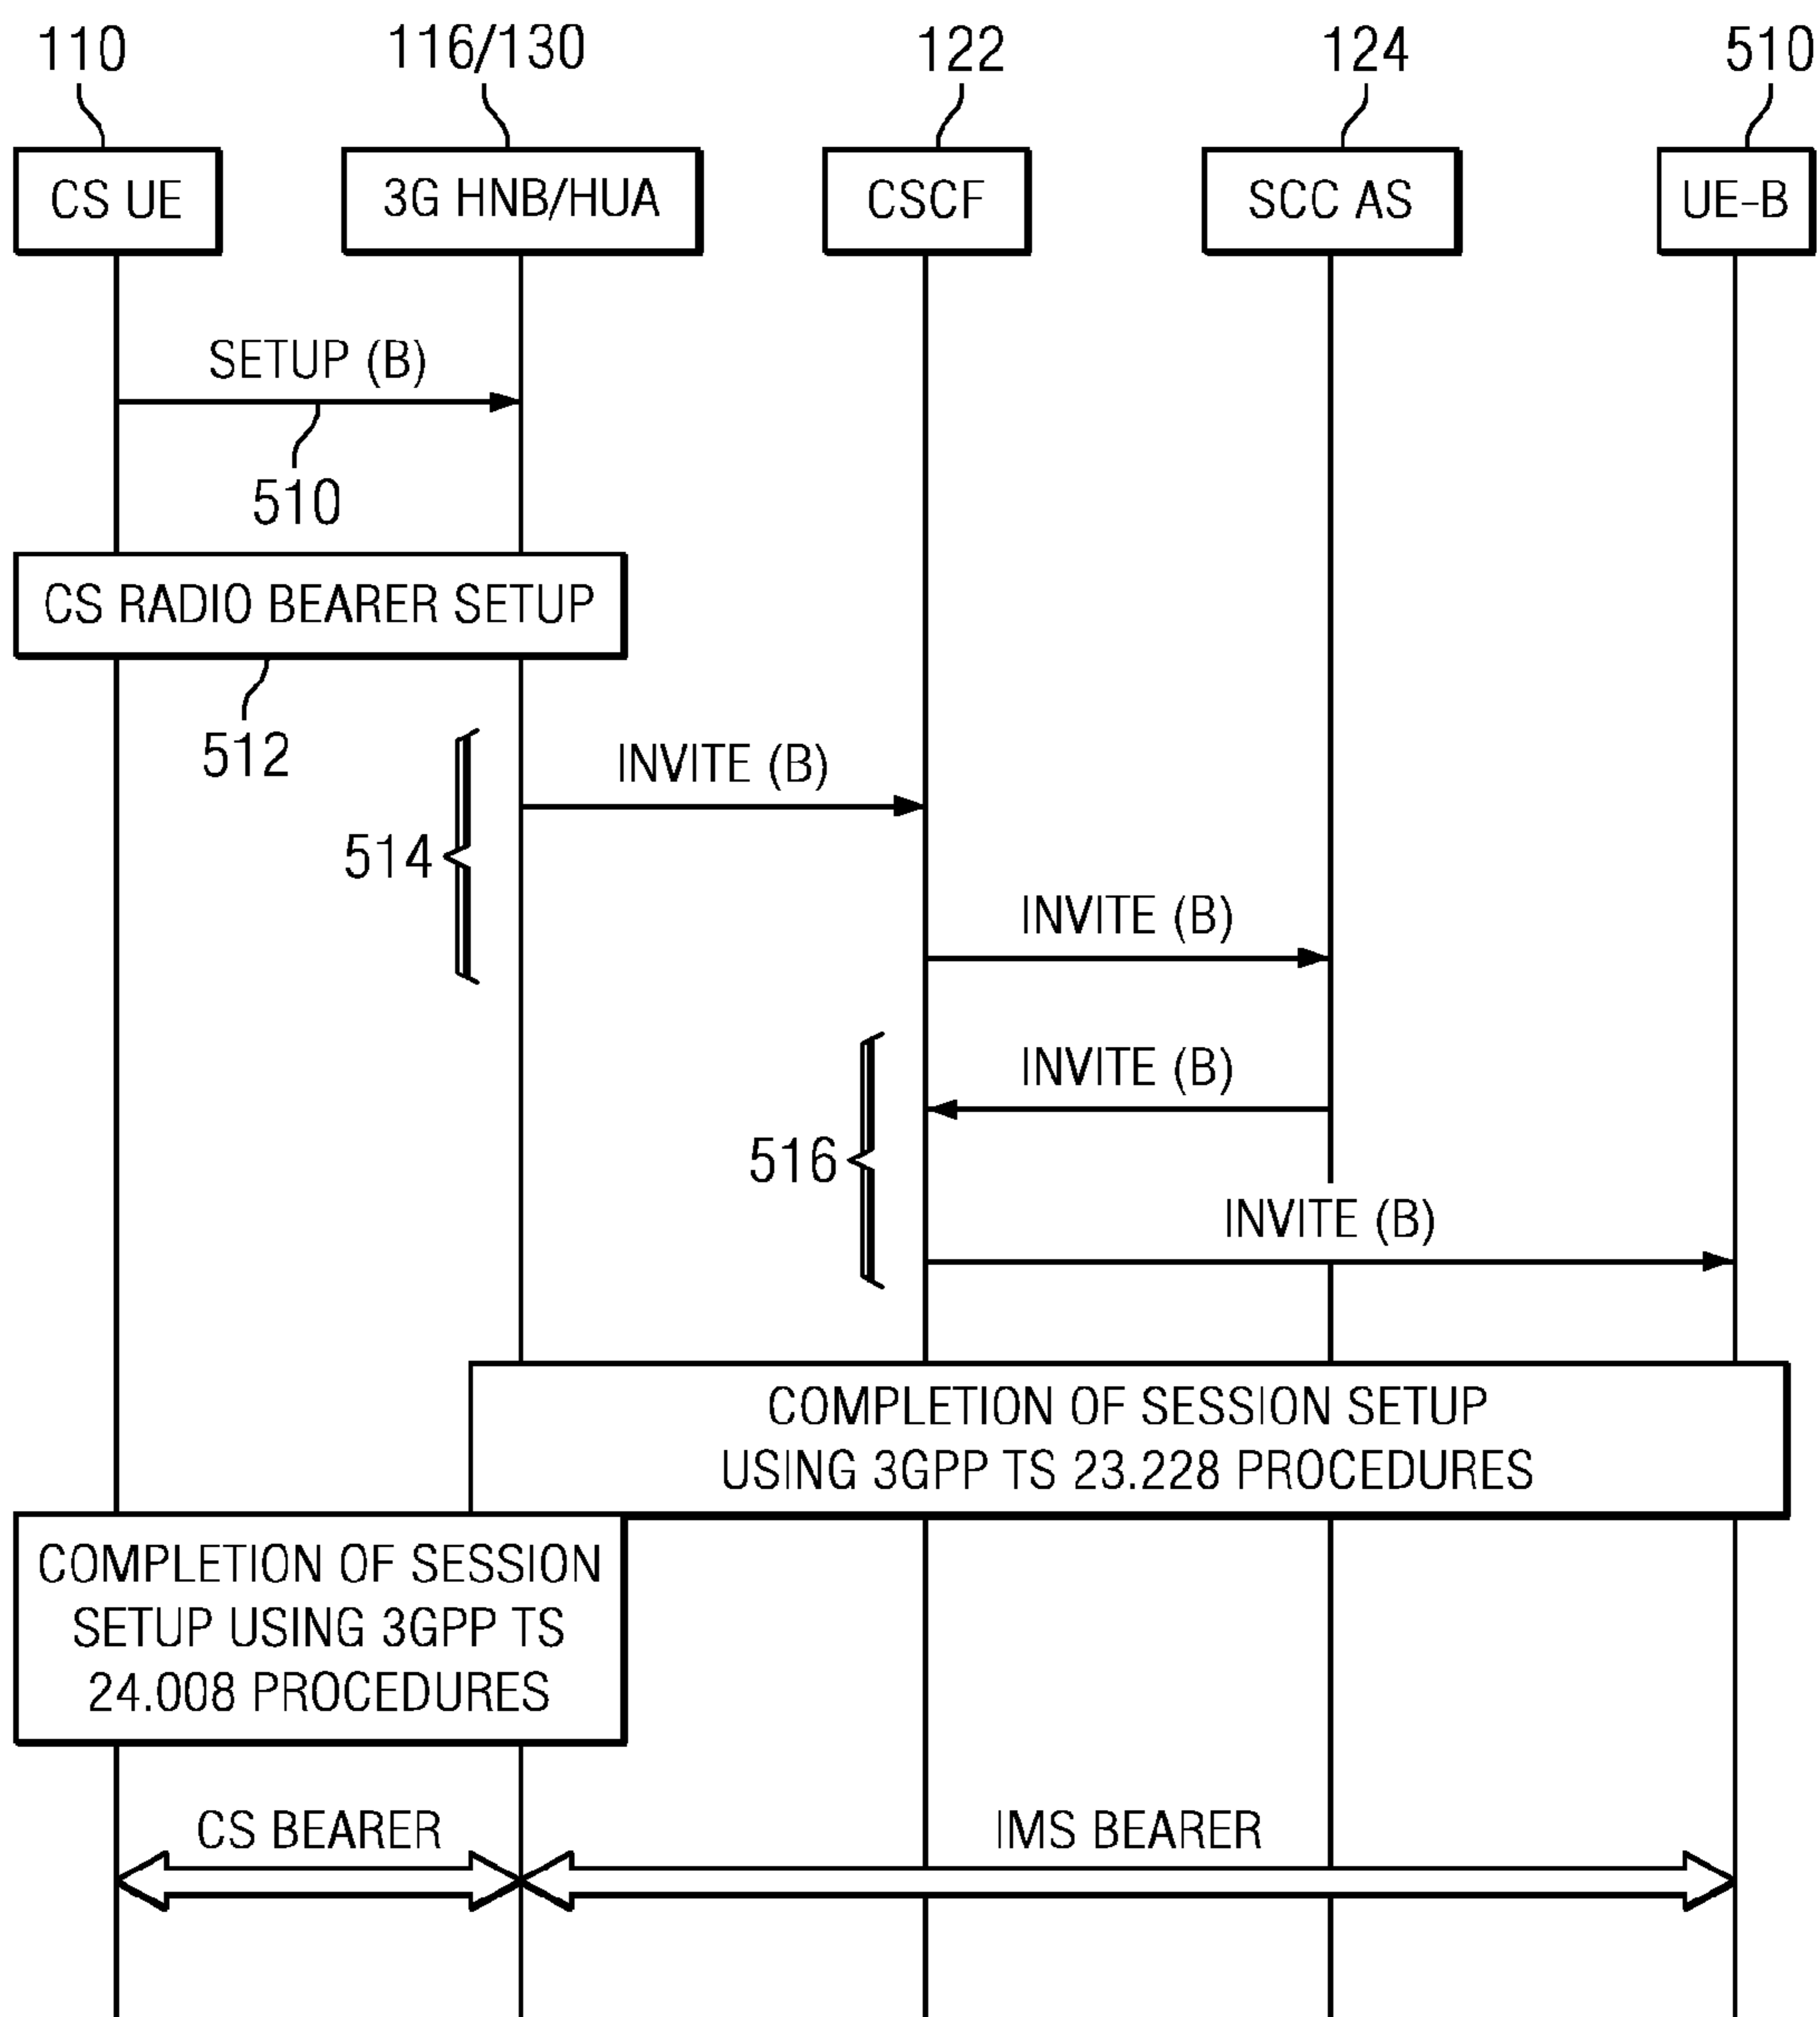 110
116/130
122
124
510
CS UE
3G HNB/HUA
CSCF
SCC AS
UE-B
SETUP (B)
510
CS RADIO BEARER SETUP
512
INVITE (B)
514
INVITE (B)
INVITE (B)
516
INVITE (B)
COMPLETION OF SESSION SETUP
USING 3GPP TS 23.228 PROCEDURES
COMPLETION OF SESSION
SETUP USING 3GPP TS
24.008 PROCEDURES
CS BEARER
IMS BEARER